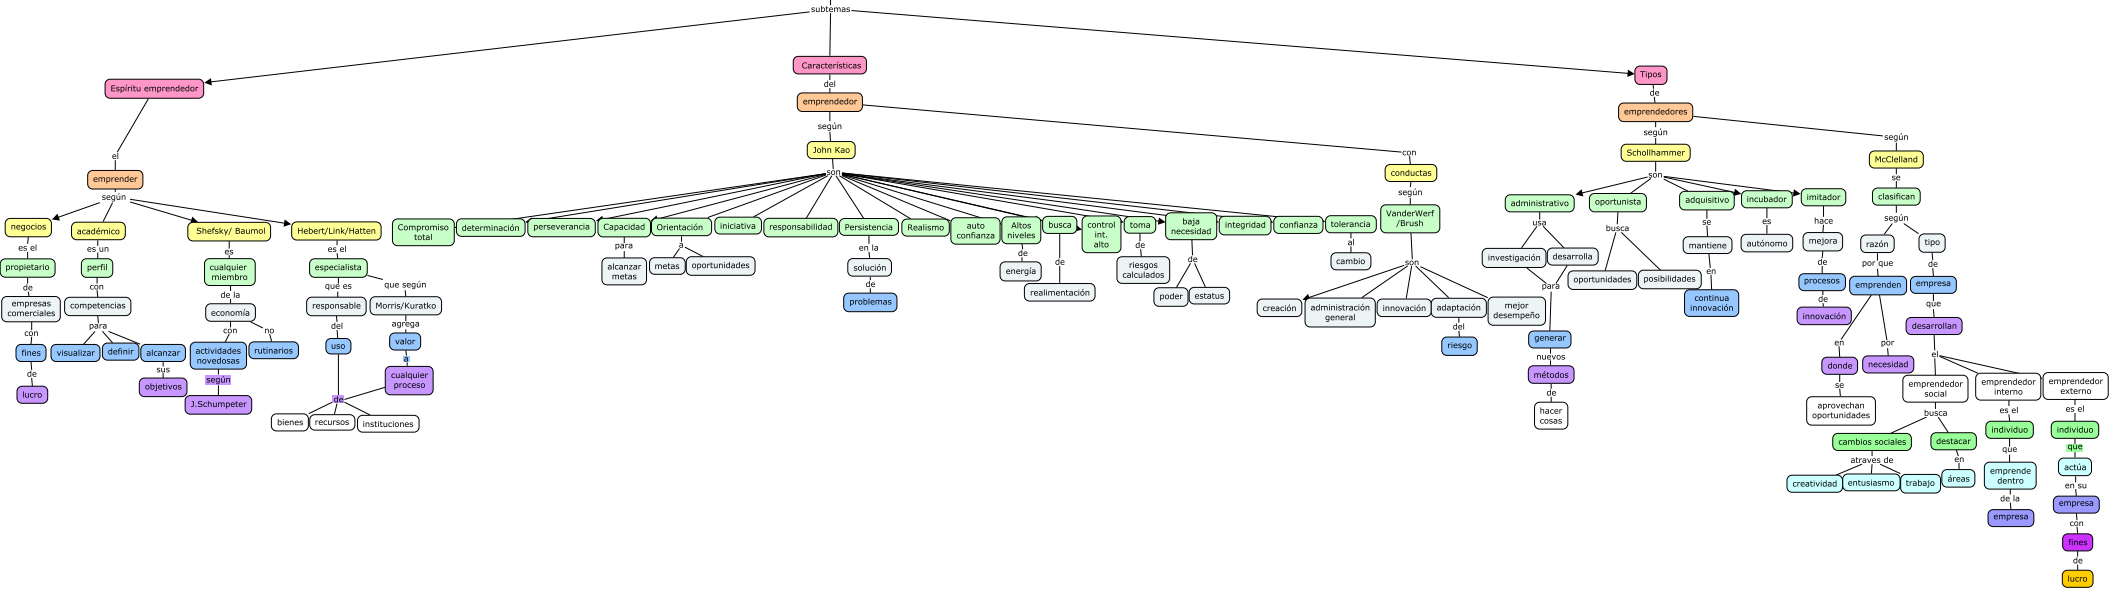 subtemas
Espíritu emprendedor
el
emprender
según
negocios
es el
propietario
de
empresas
comerciales
con
fines
de
lucro
académico
es un
perfil
con
competencias
para
visualizar
definir
alcanzar
sus
objetivos
Shefsky/ Baumol
es
cualquier
miembro
de la
economía
con
no
actividades
novedosas
rutinarios
según
J.Schumpeter
Hebert/Link/Hatten
es el
especialista
que es
que según
responsable
Morris/Kuratko
del
agrega
uso
valor
a
cualquier
proceso
de
bienes
recursos
instituciones
Características
del
emprendedor
según
John Kao
son
Compromiso
total
determinación
perseverancia
Capacidad
para
alcanzar
metas
Orientación
a
metas
oportunidades
iniciativa
responsabilidad
Persistencia
en la
solución
de
problemas
Realismo
auto
confianza
Altos
niveles
de
energía
busca
de
realimentación
control
int.
alto
toma
de
riesgos
calculados
baja
necesidad
de
poder
estatus
integridad
confianza
tolerancia
al
cambio
con
conductas
según
VanderWerf
/Brush
son
creación
administración
general
innovación
adaptación
del
riesgo
mejor
desempeño
Tipos
de
emprendedores
según
Schollhammer
son
administrativo
usa
investigación
desarrolla
para
generar
nuevos
métodos
de
hacer
cosas
oportunista
busca
oportunidades
posibilidades
adquisitivo
se
mantiene
en
continua
innovación
incubador
es
autónomo
imitador
hace
mejora
de
procesos
de
innovación
según
McClelland
se
clasifican
según
razón
por que
emprenden
en
donde
se
aprovechan
oportunidades
por
necesidad
tipo
de
empresa
que
desarrollan
el
emprendedor
social
busca
cambios sociales
atraves de
creatividad
entusiasmo
trabajo
destacar
en
áreas
emprendedor
interno
es el
individuo
que
emprende
dentro
de la
empresa
emprendedor
externo
es el
individuo
que
actúa
en su
empresa
con
fines
de
lucro